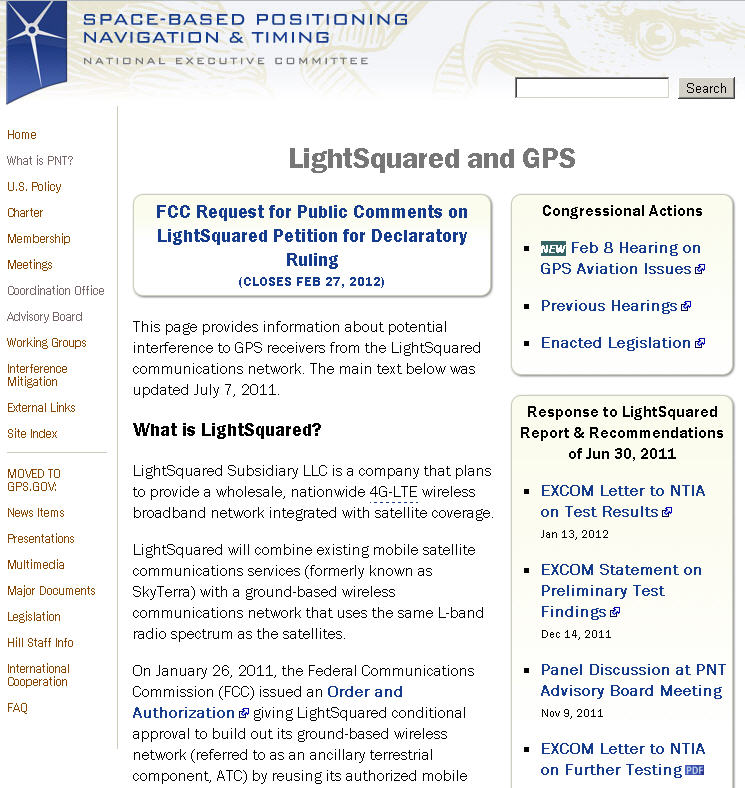 SPACE-BASED POSITIONING
NAVIGATION & TIMING
NATIONAL EXECUTIVE COMMITTEE
Search
Home
What is PNT?
U.S. Policy
Charter
Membership
Meetings
Coordination Office
Advisory Board
Working Groups
Interference
Mitigation
External Links
Site Index
MOVED TO
GPS.GOV:
News Items
Presentations
Multimedia
Major Documents
Legislation
Hill Staff Info
International
Cooperation
FAQ
LightSquared and GPS
FCC Request for Public Comments on
LightSquared Petition for Declaratory
Ruling
(CLOSES FEB 27, 2012)
This page provides information about potential
interference to GPS receivers from the LightSquared
communications network. The main text below was
updated July 7, 2011.
What is LightSquared?
LightSquared Subsidiary LLC is a company that plans
to provide a wholesale, nationwide 4G-LTE wireless
broadband network integrated with satellite coverage.
LightSquared will combine existing mobile satellite
communications services (formerly known as
SkyTerra) with a ground-based wireless
communications network that uses the same L-band
radio spectrum as the satellites.
On January 26, 2011, the Federal Communications
Commission (FCC) issued an Order and
Authorization giving LightSquared conditional
approval to build out its ground-based wireless
network (referred to as an ancillary terrestrial
component, ATC) by reusing its authorized mobile
Congressional Actions
NEW Feb 8 Hearing on
GPS Aviation Issues
Previous Hearings
Enacted Legislation
Response to LightSquared
Report & Recommendations
of Jun 30, 2011
EXCOM Letter to NTIA
on Test Results
Jan 13, 2012
EXCOM Statement on
Preliminary Test
Findings
Dec 14, 2011
Panel Discussion at PNT
Advisory Board Meeting
Nov 9, 2011
EXCOM Letter to NTIA
on Further Testing PDF